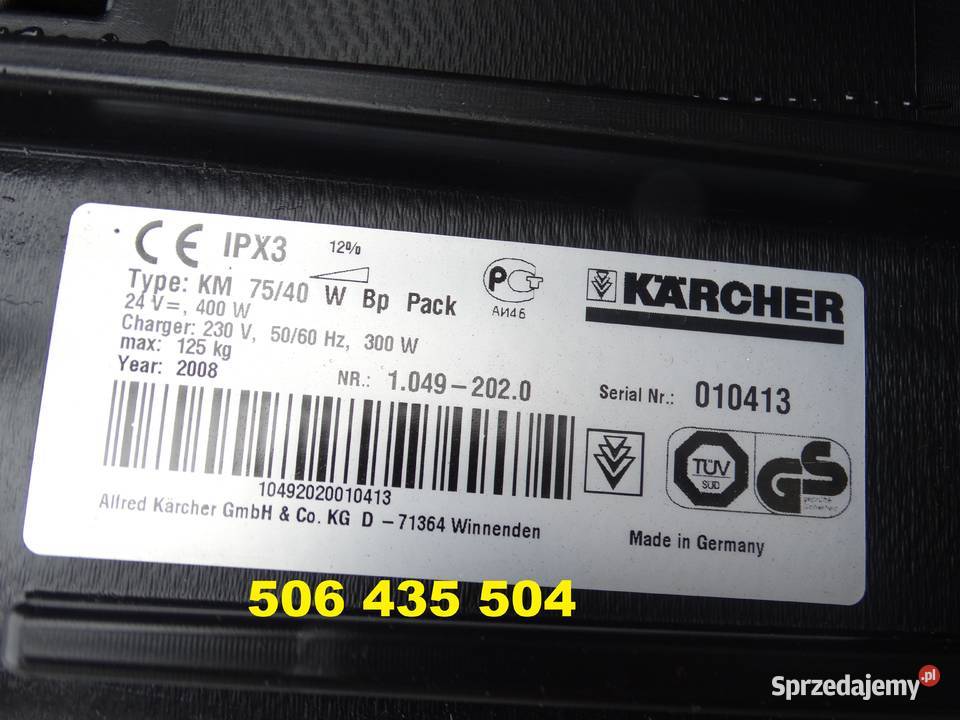 CE IPX3 12%
Type: KM 75/40 W Bp Pack
24 V=, 400 W
Charger: 230 V, 50/60 Hz, 300 W
max: 125 kg
Year: 2008
NR.: 1.049-202.0
АИ46
KÄRCHER
Serial Nr.: 010413
10492020010413
Alfred Kärcher GmbH & Co. KG D - 71364 Winnenden
TÜV
SÜD
GS
geprüfte
Sicherheit
Made in Germany
506 435 504
Sprzedajemy.pl